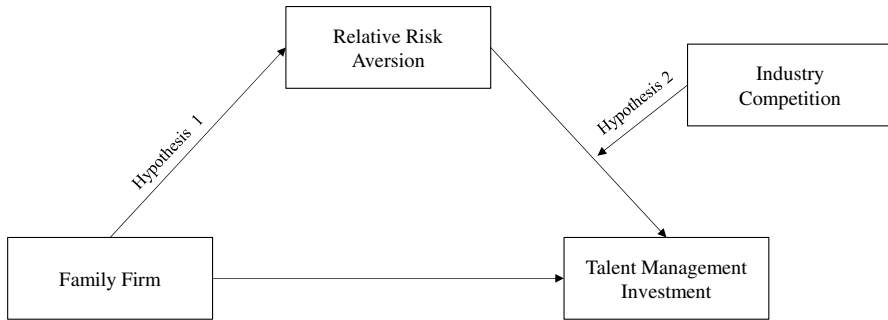 Relative Risk
Aversion
Industry
Competition
Hypothesis 1
Hypothesis 2
Family Firm
Talent Management
Investment